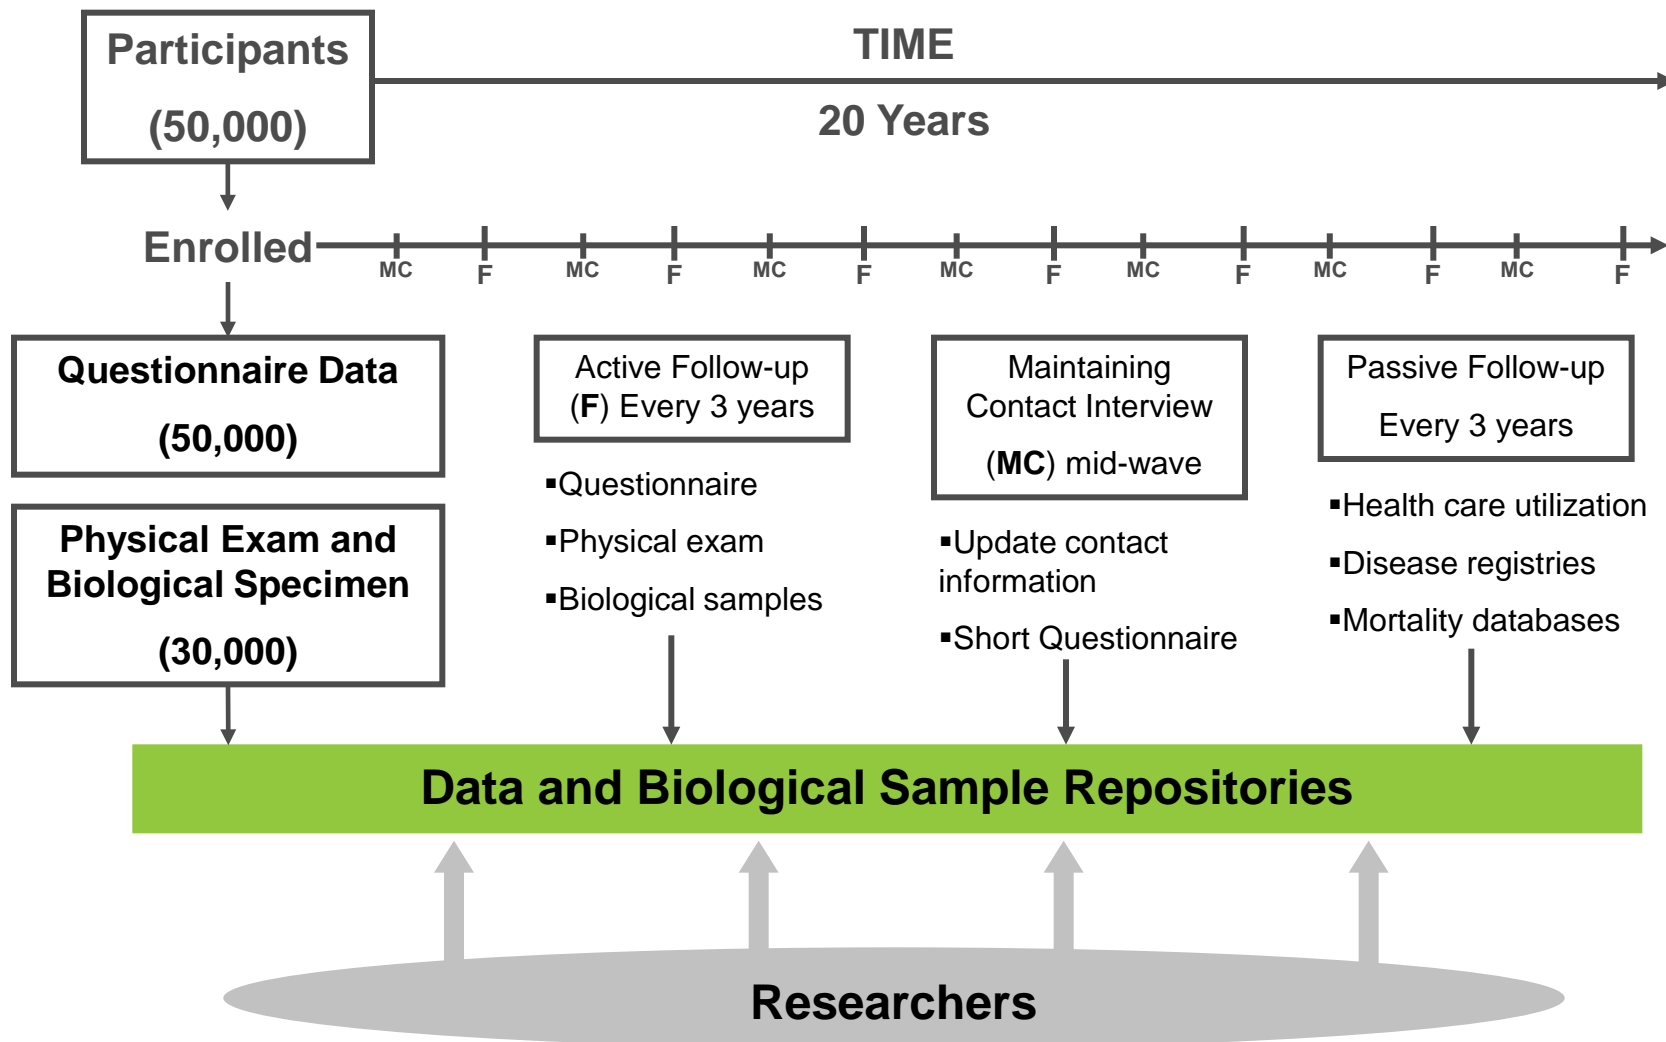 Participants
(50,000)
TIME
20 Years
Enrolled
MC
F
MC
F
MC
F
MC
F
MC
F
MC
F
MC
F
Questionnaire Data
(50,000)
Physical Exam and
Biological Specimen
(30,000)
Active Follow-up
(F) Every 3 years
▪Questionnaire
▪Physical exam
▪Biological samples
Maintaining
Contact Interview
(MC) mid-wave
▪Update contact
information
▪Short Questionnaire
Passive Follow-up
Every 3 years
▪Health care utilization
▪Disease registries
▪Mortality databases
Data and Biological Sample Repositories
Researchers